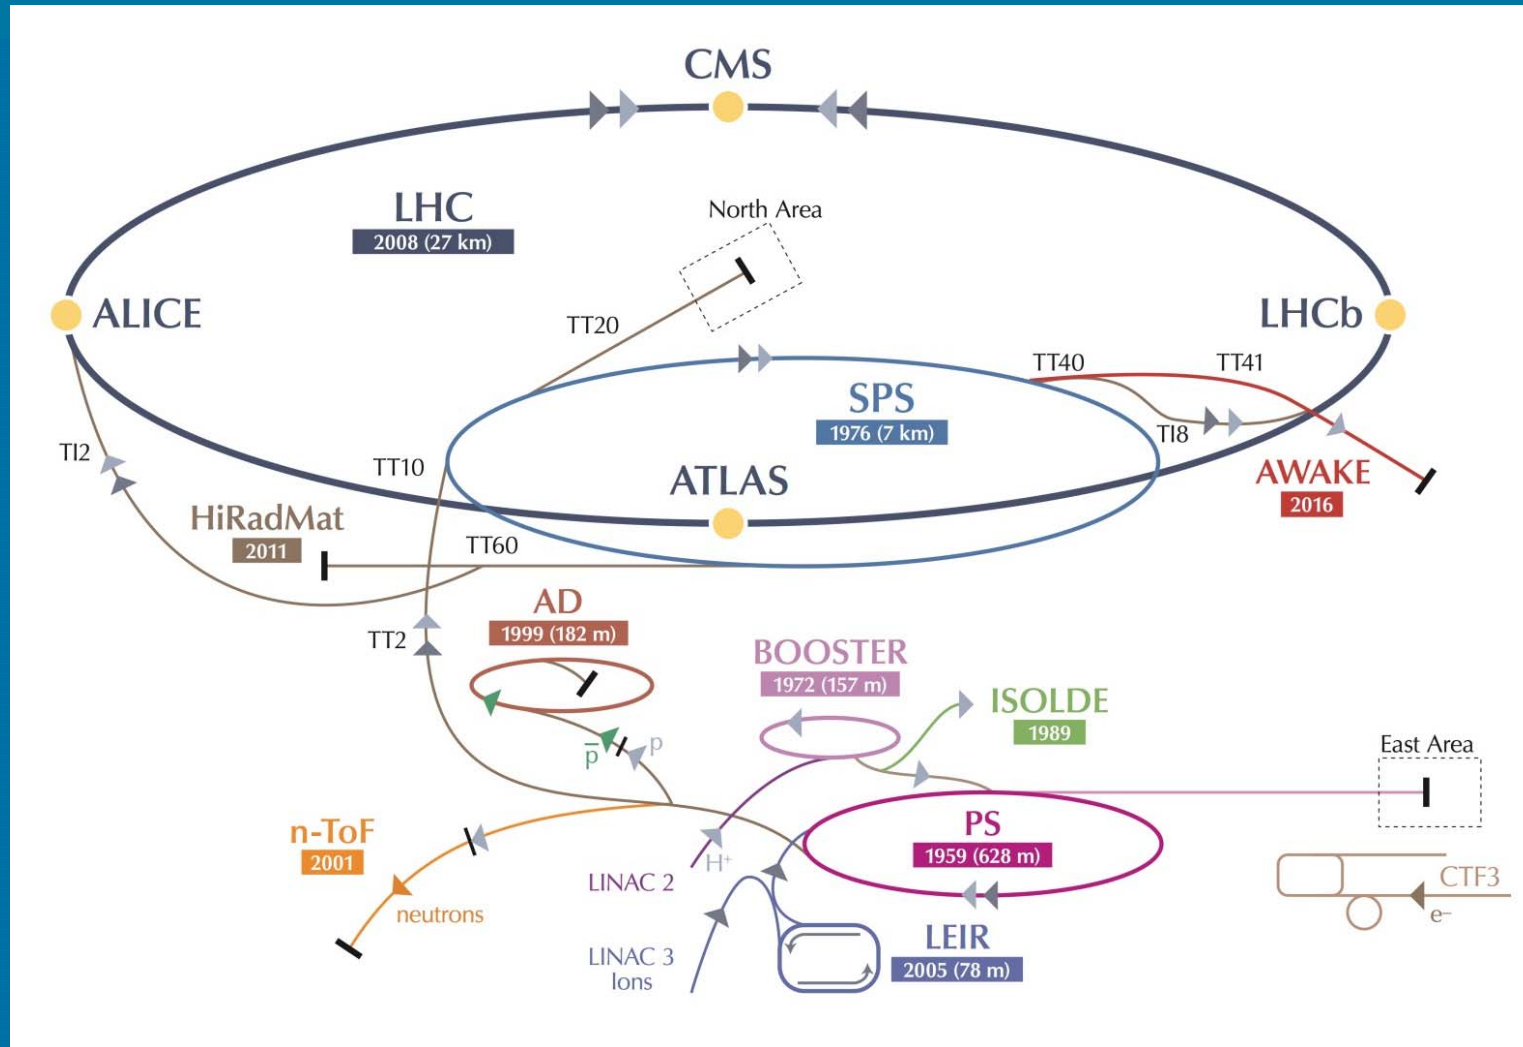 CMS
LHC
2008 (27 km)
North Area
ALICE
LHCb
TT20
TT40
TT41
SPS
1976 (7 km)
TI8
TI2
TT10
ATLAS
AWAKE
2016
HiRadMat
2011
TT60
AD
1999 (182 m)
TT2
BOOSTER
1972 (157 m)
ISOLDE
1989
p̅
p
East Area
n-ToF
2001
PS
1959 (628 m)
H⁺
LINAC 2
CTF3
neutrons
e⁻
LEIR
2005 (78 m)
LINAC 3
Ions